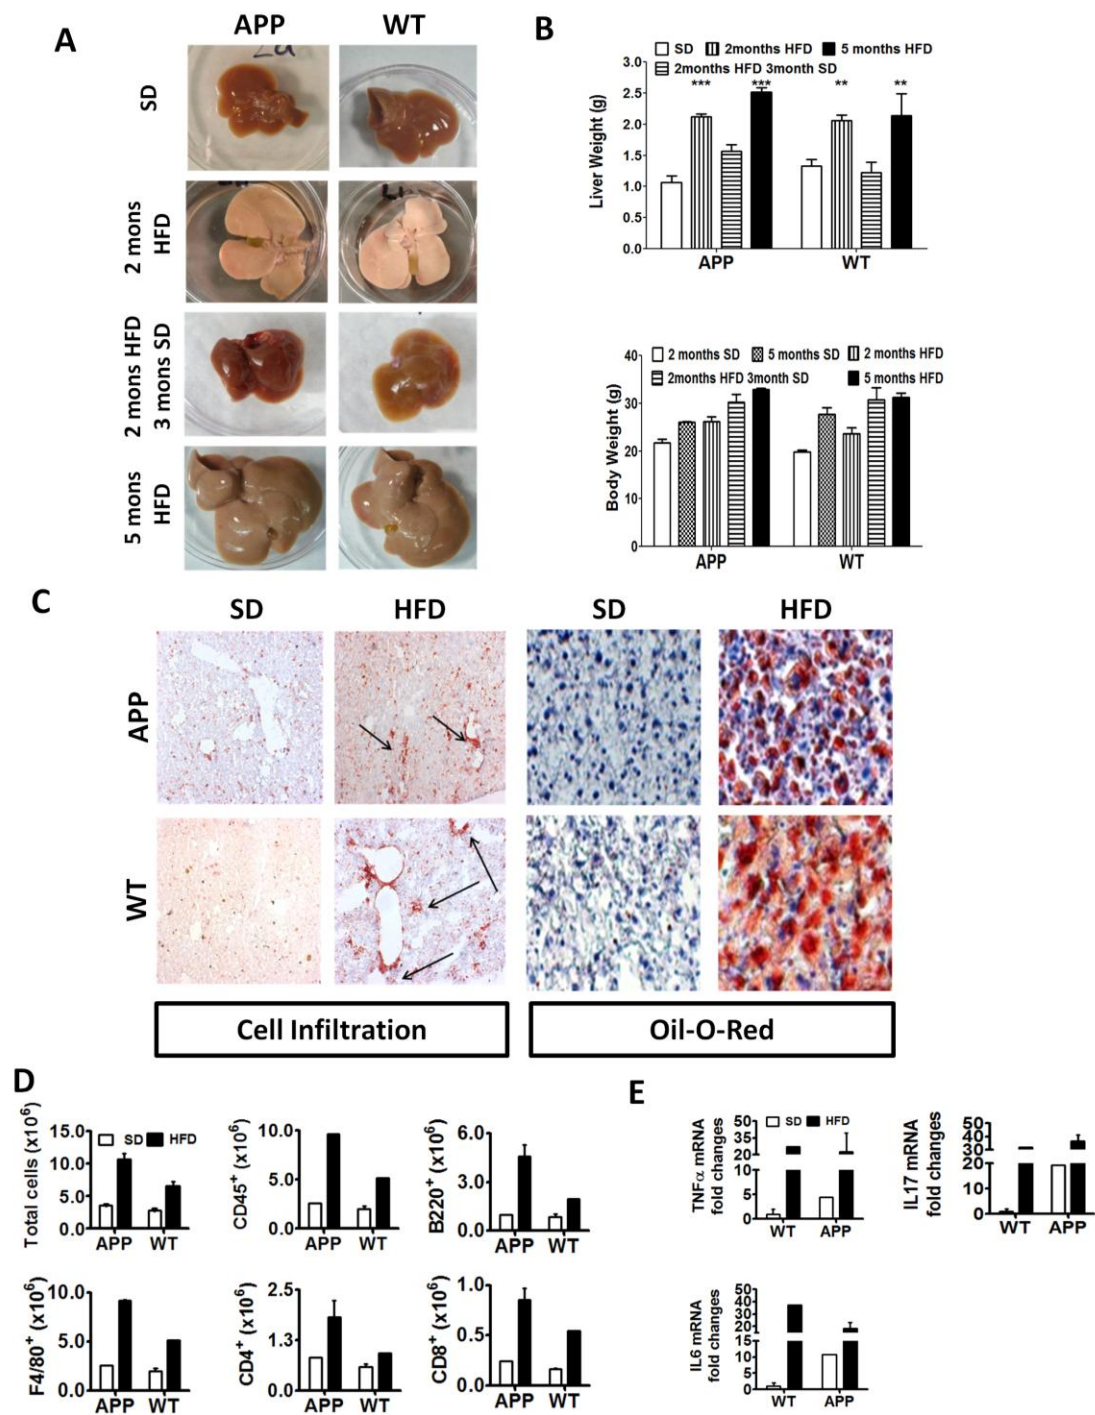 A
APP
WT
SD
2 mons
HFD
2 mons HFD
3 mons SD
5 mons
HFD
B
SD 2months HFD 5 months HFD
2months HFD 3month SD
Liver Weight (g)
3.0
2.5
2.0
1.5
1.0
0.5
0.0
*** *** ** **
APP WT
2 months SD 5 months SD 2 months HFD
2months HFD 3month SD 5 months HFD
Body Weight (g)
40
30
20
10
0
APP WT
C
SD HFD SD HFD
APP
WT
Cell Infiltration
Oil-O-Red
D
SD HFD
Total cells (x10⁶)
15.0
10.0
5.0
0.0
APP WT
CD45⁺ (x10⁶)
10.0
5.0
0.0
APP WT
B220⁺ (x10⁶)
6.0
4.0
2.0
0.0
APP WT
F4/80⁺ (x10⁶)
10.0
5.0
0.0
APP WT
CD4⁺ (x10⁶)
2.5
1.3
0.0
APP WT
CD8⁺ (x10⁶)
1.0
0.5
0.0
APP WT
E
SD HFD
TNFα mRNA
fold changes
50
35
20
10
5
0
WT APP
IL17 mRNA
fold changes
50
40
30
20
10
0
WT APP
IL6 mRNA
fold changes
50
40
30
20
10
15
10
5
0
WT APP